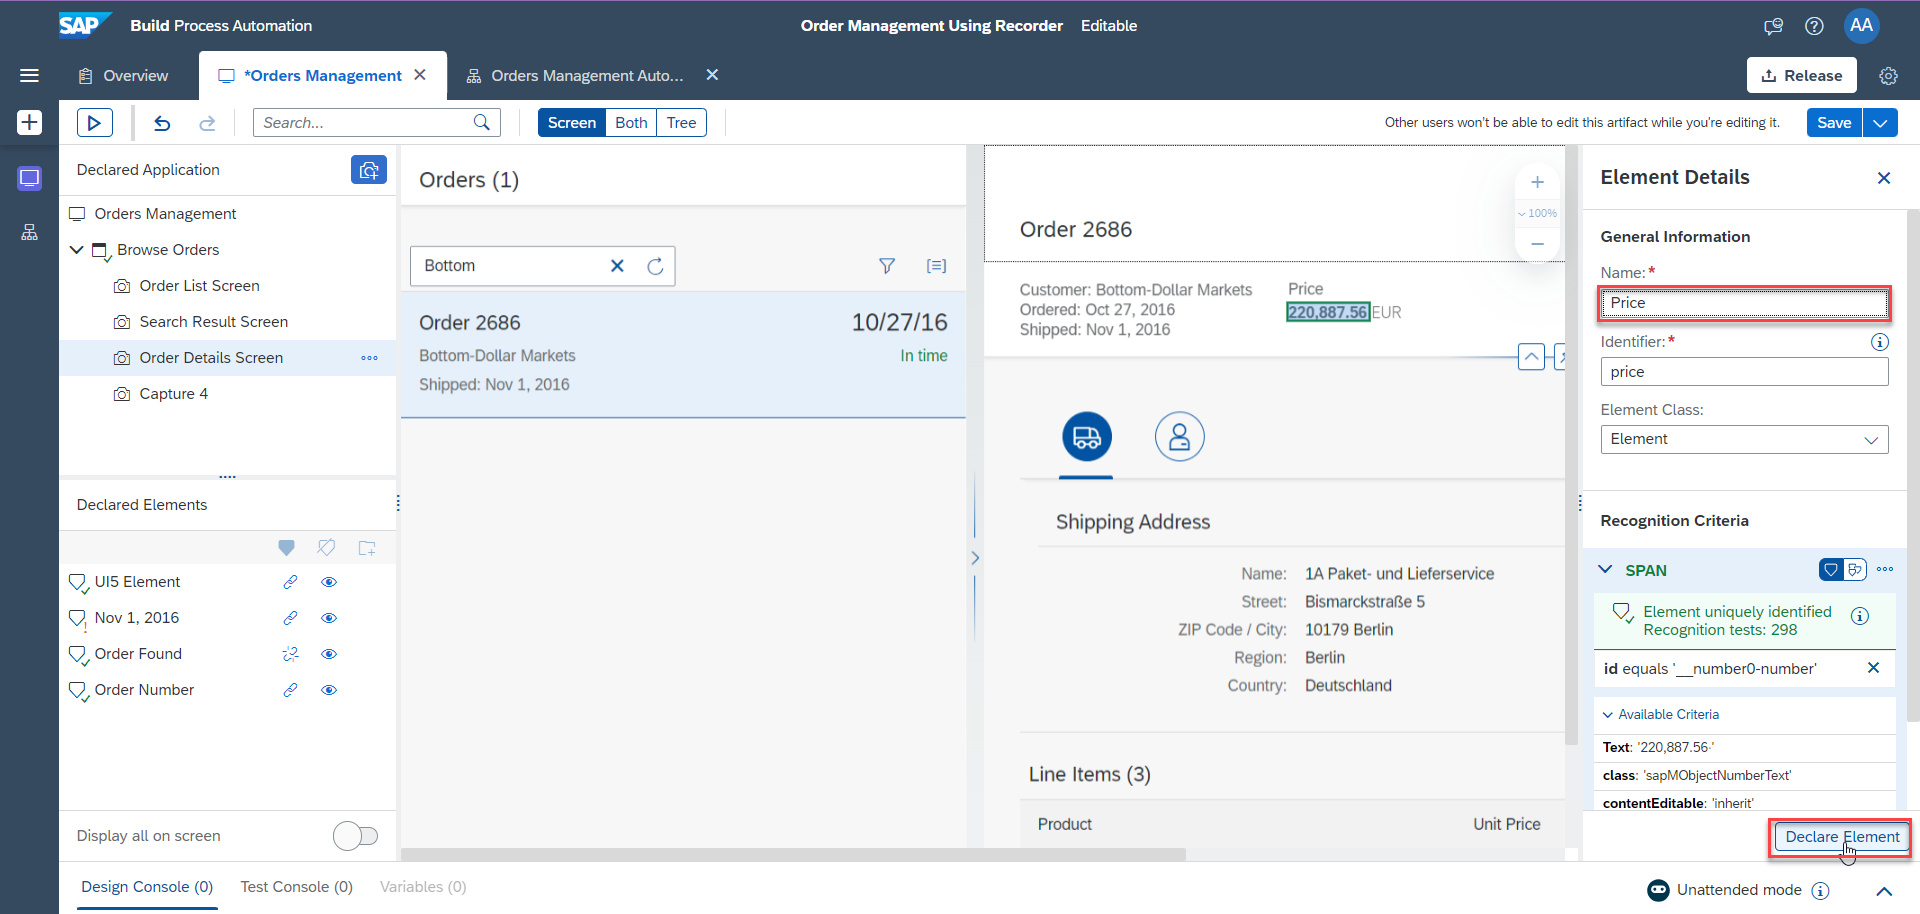 SAP Build Process Automation
Order Management Using Recorder Editable
AA
Overview
*Orders Management
Orders Management Auto...
Release
Search...
Screen Both Tree
Other users won't be able to edit this artifact while you're editing it.
Save
Declared Application
Orders Management
Browse Orders
Order List Screen
Search Result Screen
Order Details Screen
Capture 4
Declared Elements
UI5 Element
Nov 1, 2016
Order Found
Order Number
Display all on screen
Orders (1)
Bottom
Order 2686 10/27/16
Bottom-Dollar Markets In time
Shipped: Nov 1, 2016
Order 2686
100%
Customer: Bottom-Dollar Markets
Ordered: Oct 27, 2016
Shipped: Nov 1, 2016
Price
220,887.56 EUR
Shipping Address
Name: 1A Paket- und Lieferservice
Street: Bismarckstraße 5
ZIP Code / City: 10179 Berlin
Region: Berlin
Country: Deutschland
Line Items (3)
Product Unit Price
Element Details
General Information
Name:*
Price
Identifier:*
price
Element Class:
Element
Recognition Criteria
SPAN
Element uniquely identified
Recognition tests: 298
id equals '__number0-number'
Available Criteria
Text: '220,887.56·'
class: 'sapMObjectNumberText'
contentEditable: 'inherit'
Declare Element
Design Console (0) Test Console (0) Variables (0)
Unattended mode